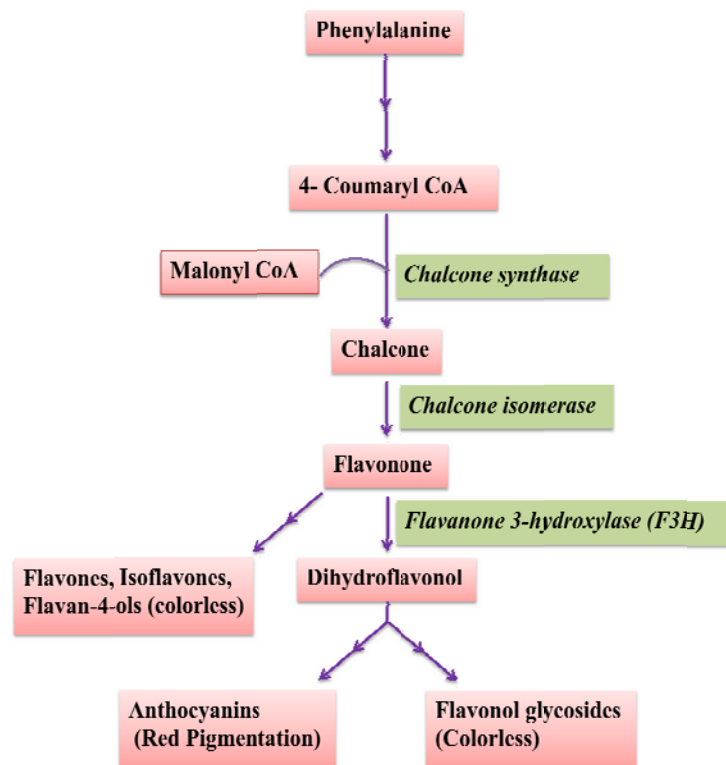 Phenylalanine
4- Coumaryl CoA
Malonyl CoA
Chalcone synthase
Chalcone
Chalcone isomerase
Flavonone
Flavanone 3-hydroxylase (F3H)
Flavones, Isoflavones,
Flavan-4-ols (colorless)
Dihydroflavonol
Anthocyanins
(Red Pigmentation)
Flavonol glycosides
(Colorless)